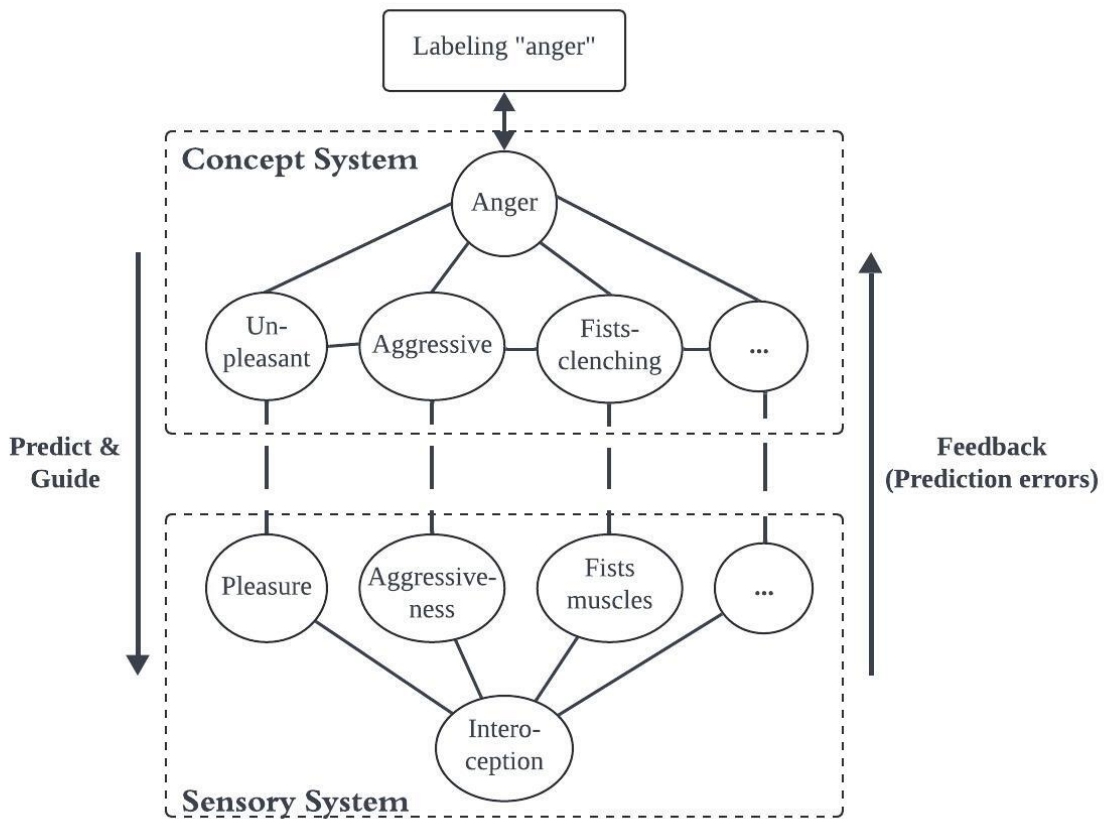 Labeling "anger"
Concept System
Anger
Un-
pleasant
Aggressive
Fists-
clenching
...
Predict &
Guide
Feedback
(Prediction errors)
Pleasure
Aggressive-
ness
Fists
muscles
...
Intero-
ception
Sensory System